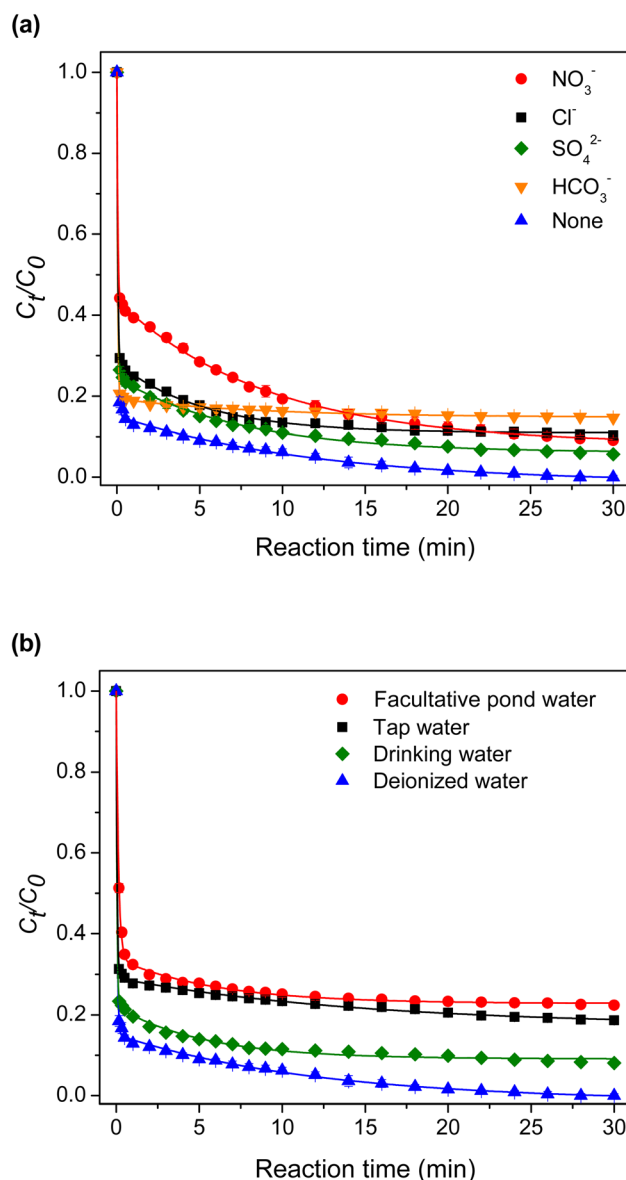 (a)
1.0
0.8
0.6
0.4
0.2
0.0
Cₜ/C₀
NO₃⁻
Cl⁻
SO₄²⁻
HCO₃⁻
None
0 5 10 15 20 25 30
Reaction time (min)
(b)
1.0
0.8
0.6
0.4
0.2
0.0
Cₜ/C₀
Facultative pond water
Tap water
Drinking water
Deionized water
0 5 10 15 20 25 30
Reaction time (min)